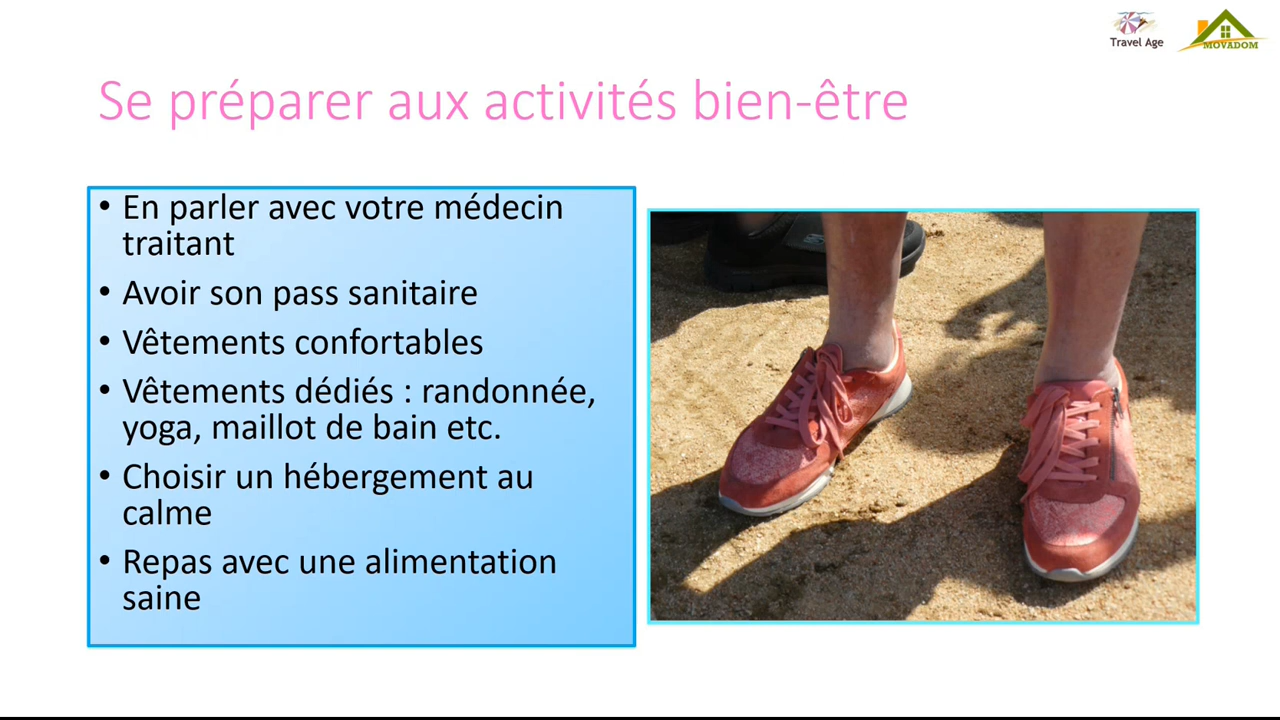 Travel Age
MOVADOM
Se préparer aux activités bien-être
• En parler avec votre médecin
traitant
• Avoir son pass sanitaire
• Vêtements confortables
• Vêtements dédiés : randonnée,
yoga, maillot de bain etc.
• Choisir un hébergement au
calme
• Repas avec une alimentation
saine